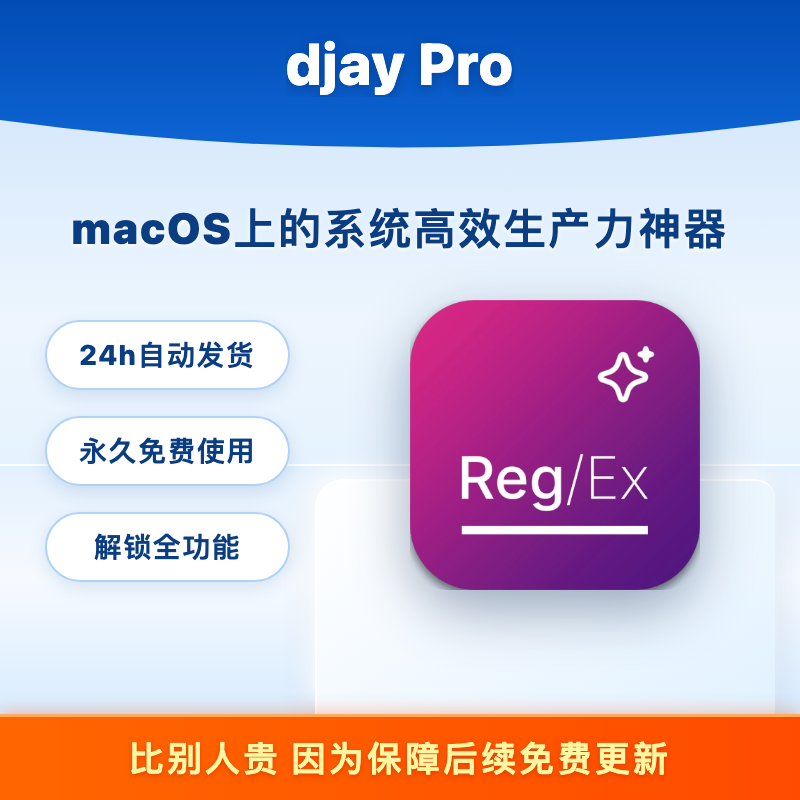 djay Pro
macOS上的系统高效生产力神器
24h自动发货
永久免费使用
解锁全功能
Reg/Ex
比别人贵 因为保障后续免费更新